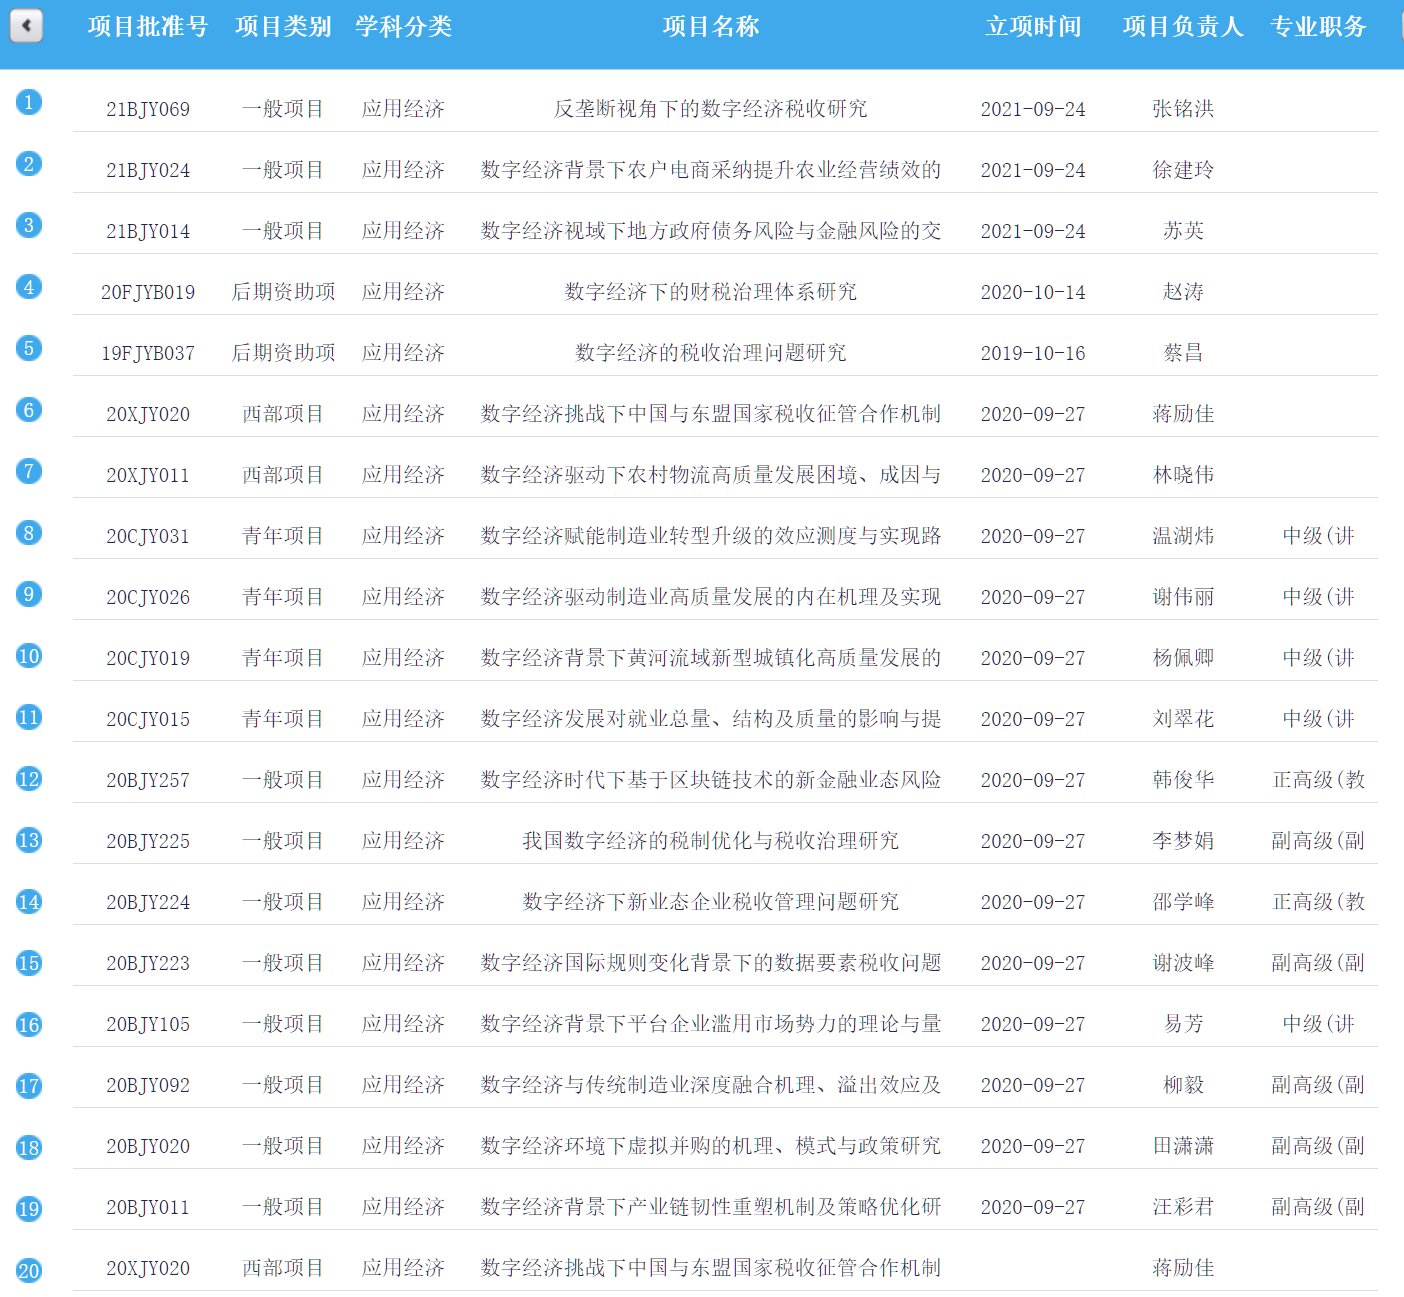 项目批准号 项目类别 学科分类 项目名称 立项时间 项目负责人 专业职务
1 21BJY069 一般项目 应用经济 反垄断视角下的数字经济税收研究 2021-09-24 张铭洪
2 21BJY024 一般项目 应用经济 数字经济背景下农户电商采纳提升农业经营绩效的 2021-09-24 徐建玲
3 21BJY014 一般项目 应用经济 数字经济视域下地方政府债务风险与金融风险的交 2021-09-24 苏英
4 20FJYB019 后期资助项 应用经济 数字经济下的财税治理体系研究 2020-10-14 赵涛
5 19FJYB037 后期资助项 应用经济 数字经济的税收治理问题研究 2019-10-16 蔡昌
6 20XJY020 西部项目 应用经济 数字经济挑战下中国与东盟国家税收征管合作机制 2020-09-27 蒋励佳
7 20XJY011 西部项目 应用经济 数字经济驱动下农村物流高质量发展困境、成因与 2020-09-27 林晓伟
8 20CJY031 青年项目 应用经济 数字经济赋能制造业转型升级的效应测度与实现路 2020-09-27 温湖炜 中级(讲
9 20CJY026 青年项目 应用经济 数字经济驱动制造业高质量发展的内在机理及实现 2020-09-27 谢伟丽 中级(讲
10 20CJY019 青年项目 应用经济 数字经济背景下黄河流域新型城镇化高质量发展的 2020-09-27 杨佩卿 中级(讲
11 20CJY015 青年项目 应用经济 数字经济发展对就业总量、结构及质量的影响与提 2020-09-27 刘翠花 中级(讲
12 20BJY257 一般项目 应用经济 数字经济时代下基于区块链技术的新金融业态风险 2020-09-27 韩俊华 正高级(教
13 20BJY225 一般项目 应用经济 我国数字经济的税制优化与税收治理研究 2020-09-27 李梦娟 副高级(副
14 20BJY224 一般项目 应用经济 数字经济下新业态企业税收管理问题研究 2020-09-27 邵学峰 正高级(教
15 20BJY223 一般项目 应用经济 数字经济国际规则变化背景下的数据要素税收问题 2020-09-27 谢波峰 副高级(副
16 20BJY105 一般项目 应用经济 数字经济背景下平台企业滥用市场势力的理论与量 2020-09-27 易芳 中级(讲
17 20BJY092 一般项目 应用经济 数字经济与传统制造业深度融合机理、溢出效应及 2020-09-27 柳毅 副高级(副
18 20BJY020 一般项目 应用经济 数字经济环境下虚拟并购的机理、模式与政策研究 2020-09-27 田潇潇 副高级(副
19 20BJY011 一般项目 应用经济 数字经济背景下产业链韧性重塑机制及策略优化研 2020-09-27 汪彩君 副高级(副
20 20XJY020 西部项目 应用经济 数字经济挑战下中国与东盟国家税收征管合作机制 蒋励佳